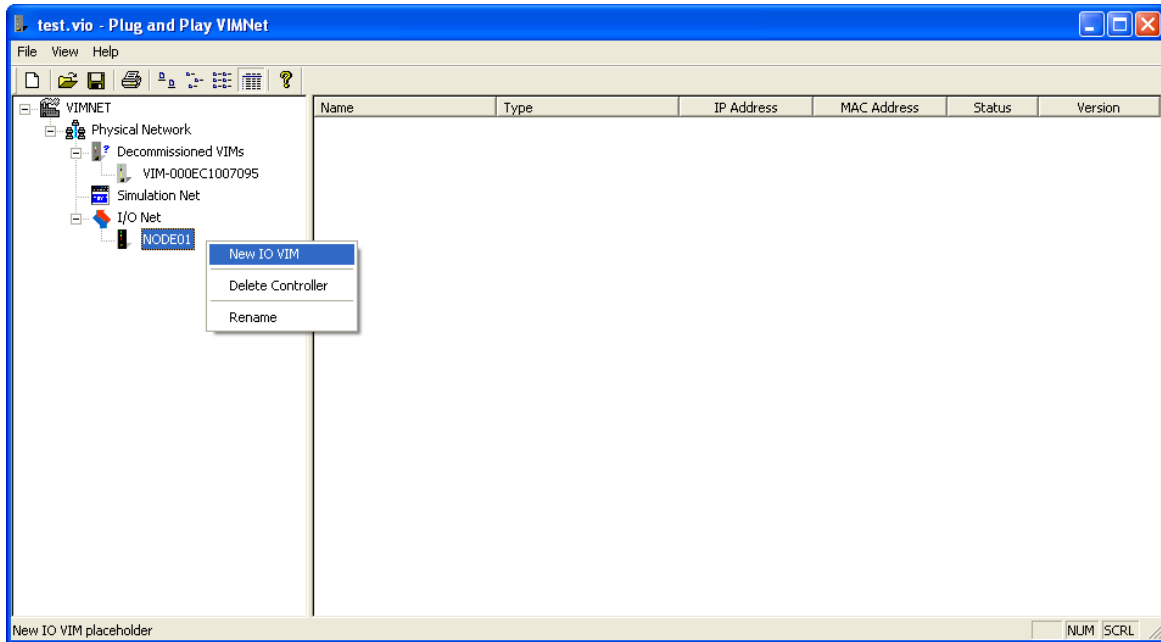 test.vio - Plug and Play VIMNet
File View Help
VIMNET
Name Type IP Address MAC Address Status Version
Physical Network
Decommissioned VIMs
VIM-000EC1007095
Simulation Net
I/O Net
NODE01
New IO VIM
Delete Controller
Rename
New IO VIM placeholder
NUM SCRL